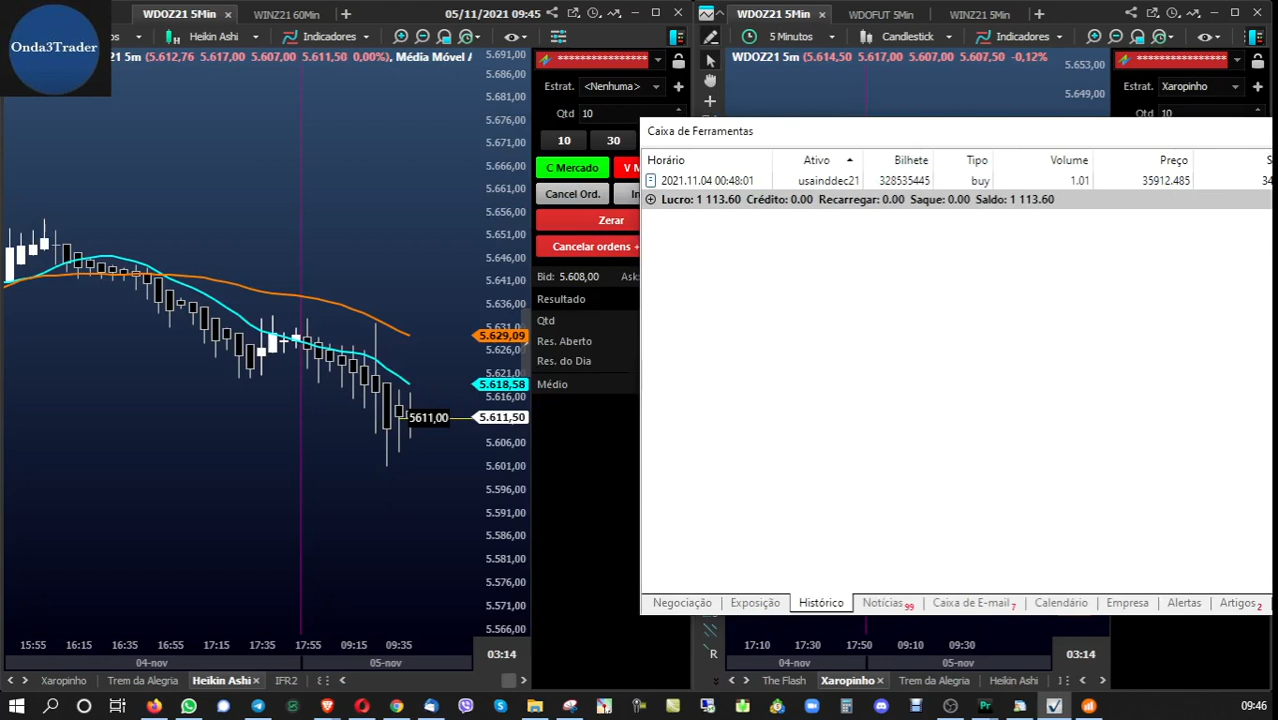 WDOZ21 5Min
WINZ21 60Min
05/11/2021 09:45
WDOZ21 5Min
WDOFUT 5Min
WINZ21 5Min
Onda3Trader
Heikin Ashi
Indicadores
5 Minutos
Candlestick
Indicadores
21 5m (5.612,76 5.617,00 5.607,00 5.611,50 0,00%), Média Móvel A
WDOZ21 5m (5.614,50 5.617,00 5.607,00 5.607,50 -0,12%
5.691,00
5.686,00
5.681,00
5.676,00
5.671,00
5.666,00
5.661,00
5.656,00
5.651,00
5.646,00
5.641,00
5.636,00
5.631,00
5.629,09
5.626,00
5.621,00
5.618,58
5.616,00
5611,00
5.611,50
5.606,00
5.601,00
5.596,00
5.591,00
5.586,00
5.581,00
5.576,00
5.571,00
5.566,00
****************
Estrat. <Nenhuma>
Qtd 10
10 30
C Mercado V M
Cancel Ord. In
Zerar
Cancelar ordens +
Bid: 5.608,00 Ask:
Resultado
Qtd
Res. Aberto
Res. do Dia
Médio
5.653,00
5.649,00
****************
Estrat. Xaropinho
Qtd 10
Caixa de Ferramentas
Horário Ativo Bilhete Tipo Volume Preço S
2021.11.04 00:48:01 usainddec21 328535445 buy 1.01 35912.485 34
Lucro: 1 113.60 Crédito: 0.00 Recarregar: 0.00 Saque: 0.00 Saldo: 1 113.60
Negociação Exposição Histórico Notícias 99 Caixa de E-mail 7 Calendário Empresa Alertas Artigos 2
15:55 16:15 16:45 17:05 17:35 17:55 09:15 09:35
04-nov 05-nov
03:14
17:10 17:30 17:50 09:10 09:30
04-nov 05-nov
03:14
R
Xaropinho Trem da Alegria Heikin Ashi IFR2
The Flash Xaropinho Trem da Alegria Heikin Ashi
09:46